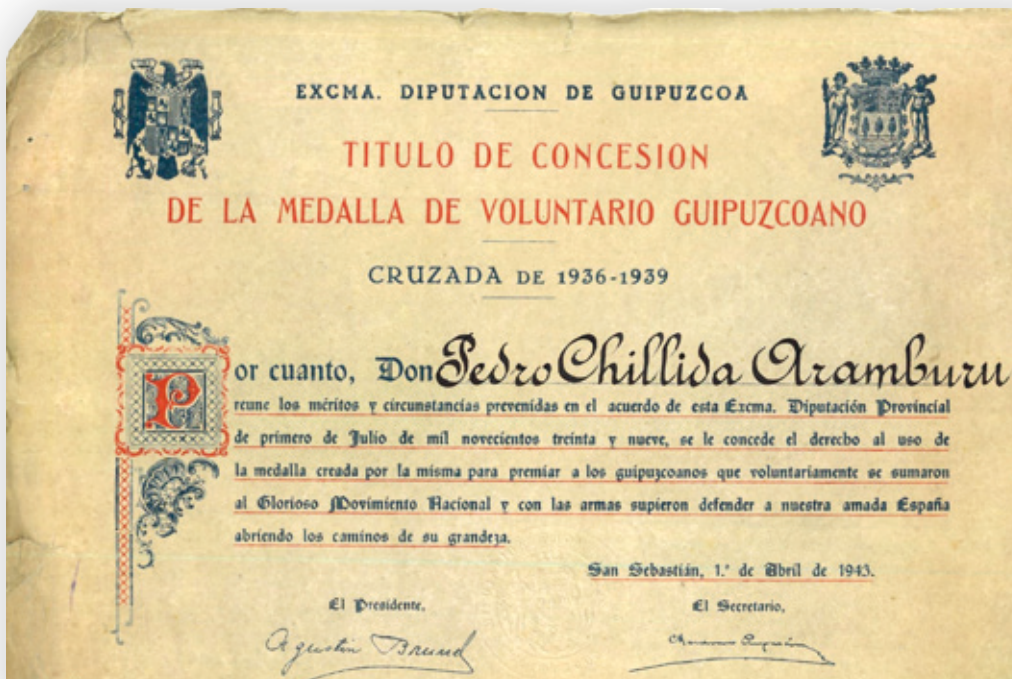 EXCMA. DIPUTACION DE GUIPUZCOA
TITULO DE CONCESION
DE LA MEDALLA DE VOLUNTARIO GUIPUZCOANO
CRUZADA DE 1936-1939
Por cuanto, Don Pedro Chillida Aramburu
reune los méritos y circunstancias prevenidas en el acuerdo de esta Excma. Diputación Provincial
de primero de Julio de mil novecientos treinta y nueve, se le concede el derecho al uso de
la medalla creada por la misma para premiar a los guipuzcoanos que voluntariamente se sumaron
al Glorioso Movimiento Nacional y con las armas supieron defender a nuestra amada España
abriendo los caminos de su grandeza.
San Sebastián, 1.º de Abril de 1943.
El Presidente, El Secretario,
Agustin Brunet